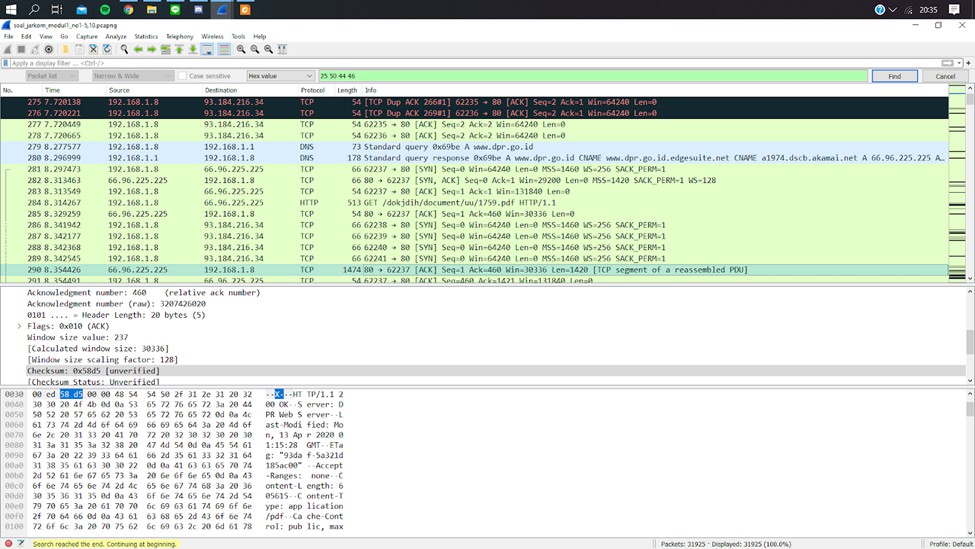 20:35
soal_jarkom_modul1_no1-5,10.pcapng
File Edit View Go Capture Analyze Statistics Telephony Wireless Tools Help
Apply a display filter ... <Ctrl-/>
Packet list Narrow & Wide Case sensitive Hex value 25 50 44 46 Find Cancel
No. Time Source Destination Protocol Length Info
275 7.720138 192.168.1.8 93.184.216.34 TCP 54 [TCP Dup ACK 266#1] 62235 → 80 [ACK] Seq=2 Ack=1 Win=64240 Len=0
276 7.720221 192.168.1.8 93.184.216.34 TCP 54 [TCP Dup ACK 269#1] 62236 → 80 [ACK] Seq=2 Ack=1 Win=64240 Len=0
277 7.720449 192.168.1.8 93.184.216.34 TCP 54 62235 → 80 [ACK] Seq=2 Ack=2 Win=64240 Len=0
278 7.720665 192.168.1.8 93.184.216.34 TCP 54 62236 → 80 [ACK] Seq=2 Ack=2 Win=64240 Len=0
279 8.277577 192.168.1.8 192.168.1.1 DNS 73 Standard query 0x69be A www.dpr.go.id
280 8.296999 192.168.1.1 192.168.1.8 DNS 178 Standard query response 0x69be A www.dpr.go.id CNAME www.dpr.go.id.edgesuite.net CNAME a1974.dscb.akamai.net A 66.96.225.225 A...
281 8.297473 192.168.1.8 66.96.225.225 TCP 66 62237 → 80 [SYN] Seq=0 Win=64240 Len=0 MSS=1460 WS=256 SACK_PERM=1
282 8.313463 66.96.225.225 192.168.1.8 TCP 66 80 → 62237 [SYN, ACK] Seq=0 Ack=1 Win=29200 Len=0 MSS=1420 SACK_PERM=1 WS=128
283 8.313549 192.168.1.8 66.96.225.225 TCP 54 62237 → 80 [ACK] Seq=1 Ack=1 Win=131840 Len=0
284 8.314267 192.168.1.8 66.96.225.225 HTTP 513 GET /dokjdih/document/uu/1759.pdf HTTP/1.1
285 8.329259 66.96.225.225 192.168.1.8 TCP 54 80 → 62237 [ACK] Seq=1 Ack=460 Win=30336 Len=0
286 8.341942 192.168.1.8 93.184.216.34 TCP 66 62238 → 80 [SYN] Seq=0 Win=64240 Len=0 MSS=1460 WS=256 SACK_PERM=1
287 8.342177 192.168.1.8 93.184.216.34 TCP 66 62239 → 80 [SYN] Seq=0 Win=64240 Len=0 MSS=1460 WS=256 SACK_PERM=1
288 8.342368 192.168.1.8 93.184.216.34 TCP 66 62240 → 80 [SYN] Seq=0 Win=64240 Len=0 MSS=1460 WS=256 SACK_PERM=1
289 8.342545 192.168.1.8 93.184.216.34 TCP 66 62241 → 80 [SYN] Seq=0 Win=64240 Len=0 MSS=1460 WS=256 SACK_PERM=1
290 8.354426 66.96.225.225 192.168.1.8 TCP 1474 80 → 62237 [ACK] Seq=1 Ack=460 Win=30336 Len=1420 [TCP segment of a reassembled PDU]
291 8.354491 192.168.1.8 66.96.225.225 TCP 54 62237 → 80 [ACK] Seq=460 Ack=1421 Win=131840 Len=0
Acknowledgment number: 460 (relative ack number)
Acknowledgment number (raw): 3207426020
0101 .... = Header Length: 20 bytes (5)
Flags: 0x010 (ACK)
Window size value: 237
[Calculated window size: 30336]
[Window size scaling factor: 128]
Checksum: 0x58d5 [unverified]
[Checksum Status: Unverified]
0030 00 ed 58 d5 00 00 48 54 54 50 2f 31 2e 31 20 32 ··X···HT TP/1.1 2
0040 30 30 20 4f 4b 0d 0a 53 65 72 76 65 72 3a 20 44 00 OK··S erver: D
0050 50 52 20 57 65 62 20 53 65 72 76 65 72 0d 0a 4c PR Web S erver··L
0060 61 73 74 2d 4d 6f 64 69 66 69 65 64 3a 20 4d 6f ast-Modi fied: Mo
0070 6e 2c 20 31 33 20 41 70 72 20 32 30 32 30 20 30 n, 13 Ap r 2020 0
0080 31 3a 31 35 3a 32 38 20 47 4d 54 0d 0a 45 54 61 1:15:28 GMT··ETa
0090 67 3a 20 22 39 33 64 61 66 2d 35 61 33 32 31 64 g: "93da f-5a321d
00a0 31 38 35 61 63 30 30 22 0d 0a 41 63 63 65 70 74 185ac00" ··Accept
00b0 2d 52 61 6e 67 65 73 3a 20 6e 6f 6e 65 0d 0a 43 -Ranges: none··C
00c0 6f 6e 74 65 6e 74 2d 4c 65 6e 67 74 68 3a 20 36 ontent-L ength: 6
00d0 30 35 36 31 35 0d 0a 43 6f 6e 74 65 6e 74 2d 54 05615··C ontent-T
00e0 79 70 65 3a 20 61 70 70 6c 69 63 61 74 69 6f 6e ype: app lication
00f0 2f 70 64 66 0d 0a 43 61 63 68 65 2d 43 6f 6e 74 /pdf··Ca che-Cont
0100 72 6f 6c 3a 20 70 75 62 6c 69 63 2c 20 6d 61 78 rol: pub lic, max
Search reached the end. Continuing at beginning. Packets: 31925 · Displayed: 31925 (100.0%) Profile: Default